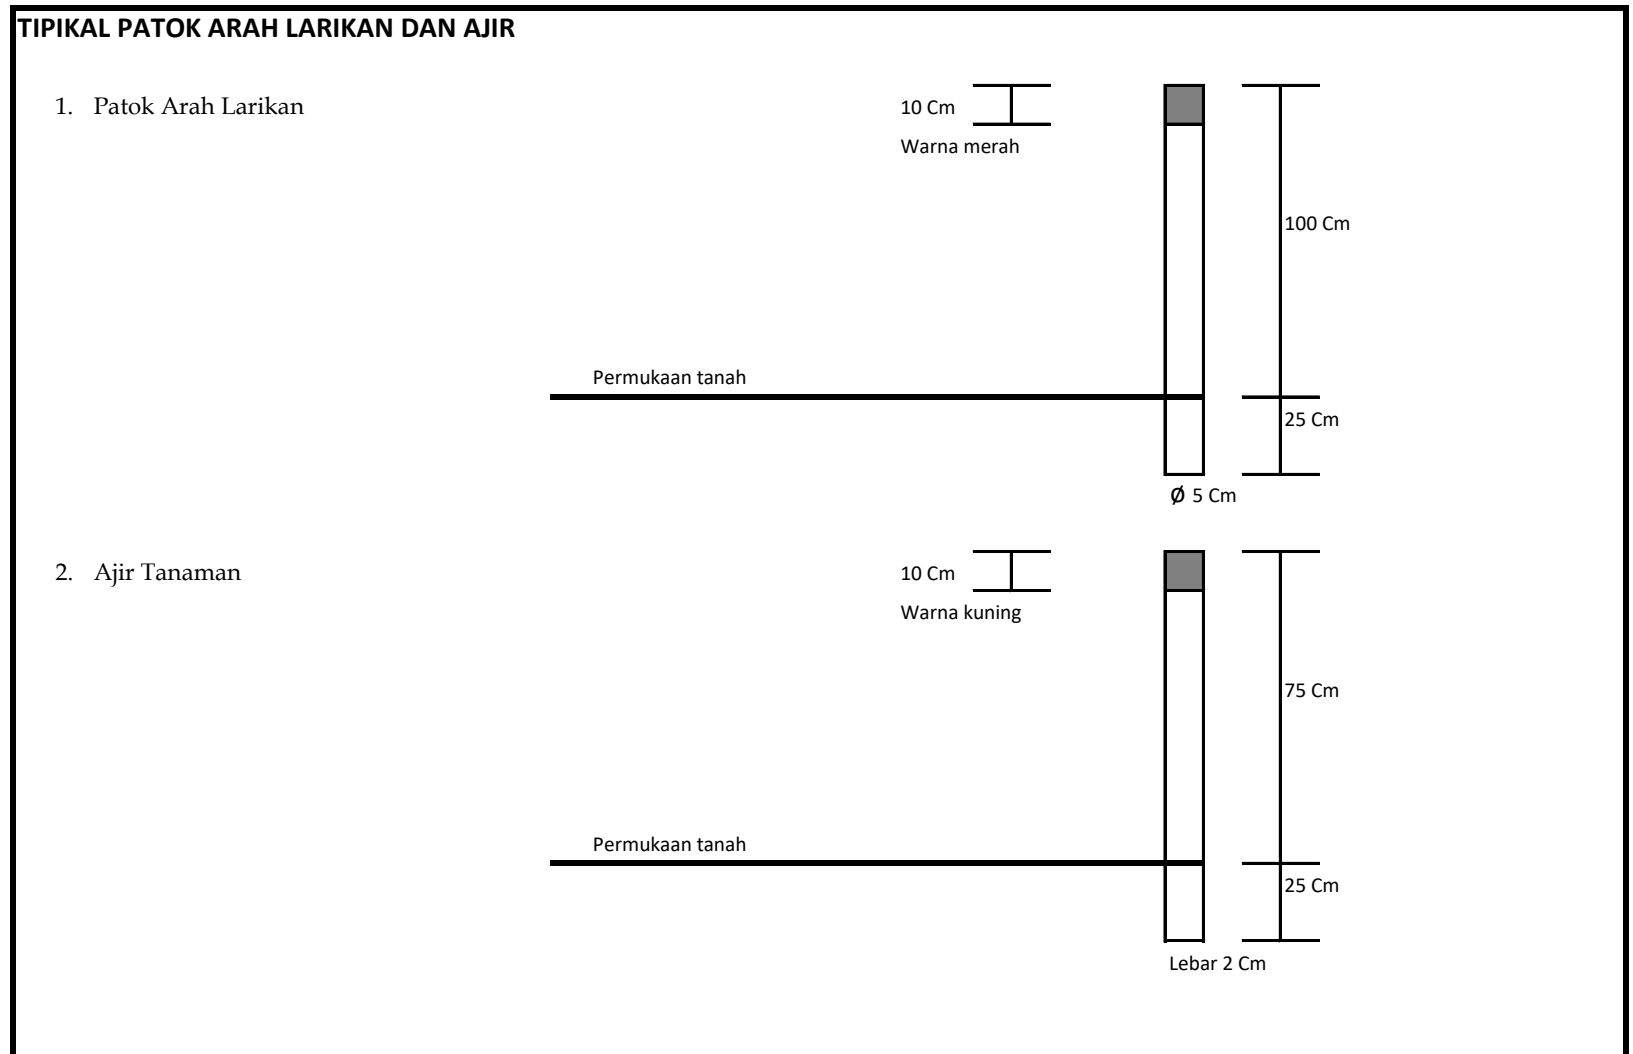 TIPIKAL PATOK ARAH LARIKAN DAN AJIR
1. Patok Arah Larikan
10 Cm
Warna merah
100 Cm
Permukaan tanah
25 Cm
Ø 5 Cm
2. Ajir Tanaman
10 Cm
Warna kuning
75 Cm
Permukaan tanah
25 Cm
Lebar 2 Cm